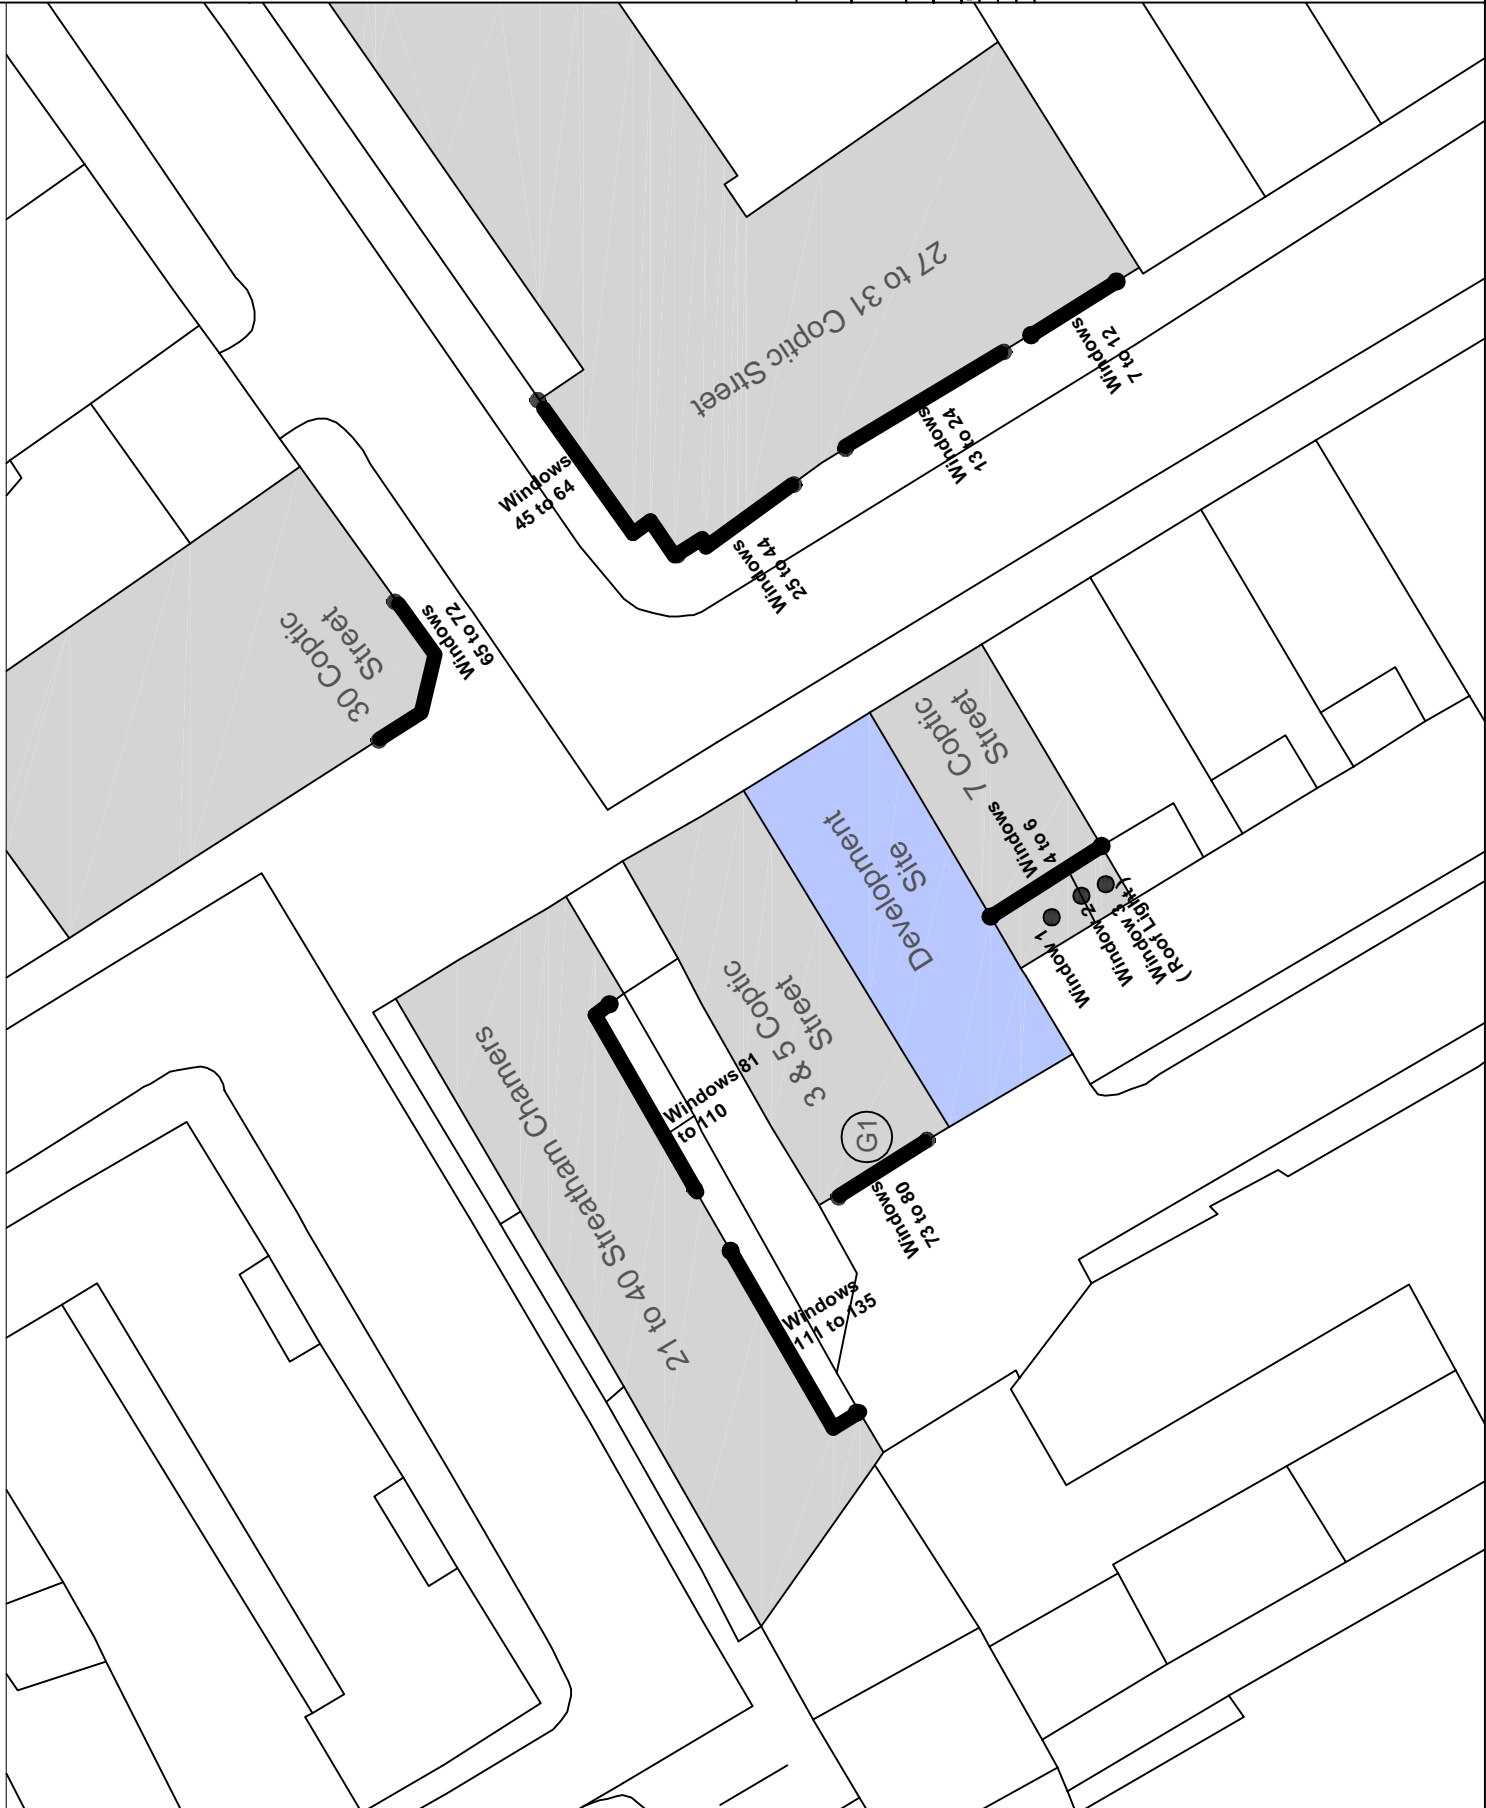 27 to 31 Coptic Street
Windows
7 to 12
Windows
13 to 24
Windows
45 to 64
Windows
25 to 44
30 Coptic
Street
Windows
65 to 72
7 Coptic
Street
Windows
4 to 6
Development
Site
Window 1
Window 2
Window 3
( Roof Light )
3 & 5 Coptic
Street
G1
Windows
73 to 80
Windows 81
to 110
21 to 40 Streatham Chamers
Windows
111 to 135